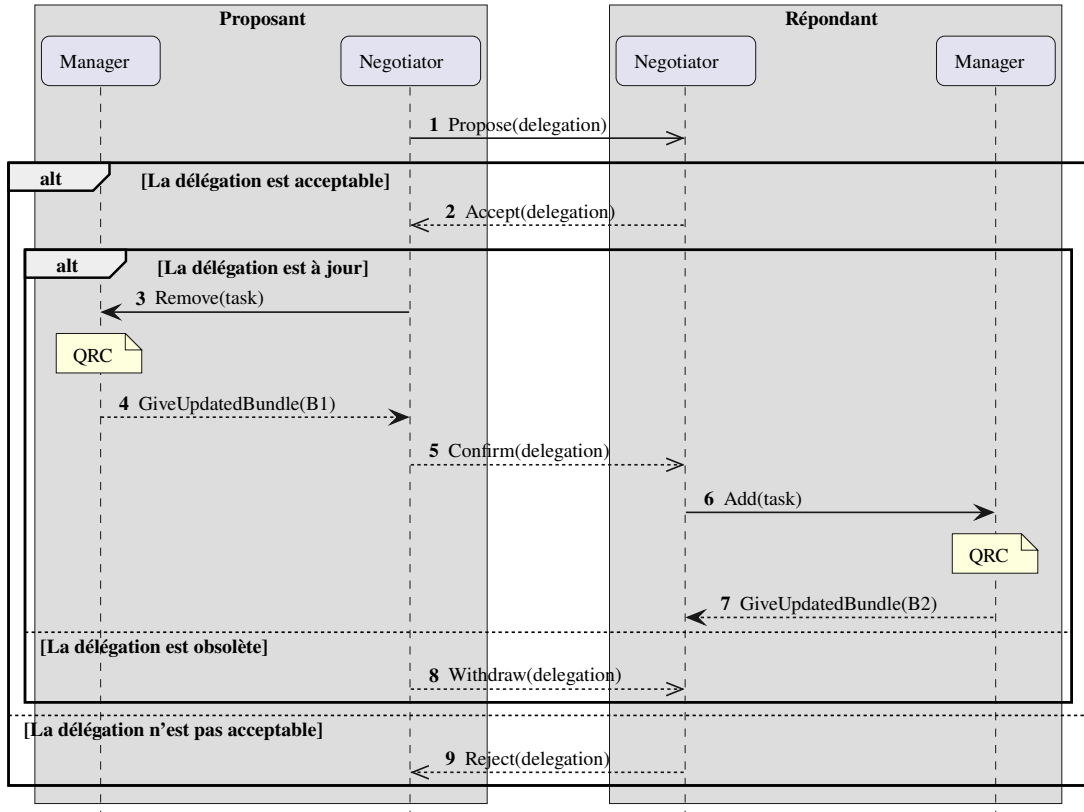 Proposant
Répondant
Manager
Negotiator
Negotiator
Manager
1 Propose(delegation)
alt
[La délégation est acceptable]
2 Accept(delegation)
alt
[La délégation est à jour]
3 Remove(task)
QRC
4 GiveUpdatedBundle(B1)
5 Confirm(delegation)
6 Add(task)
QRC
7 GiveUpdatedBundle(B2)
[La délégation est obsolète]
8 Withdraw(delegation)
[La délégation n'est pas acceptable]
9 Reject(delegation)